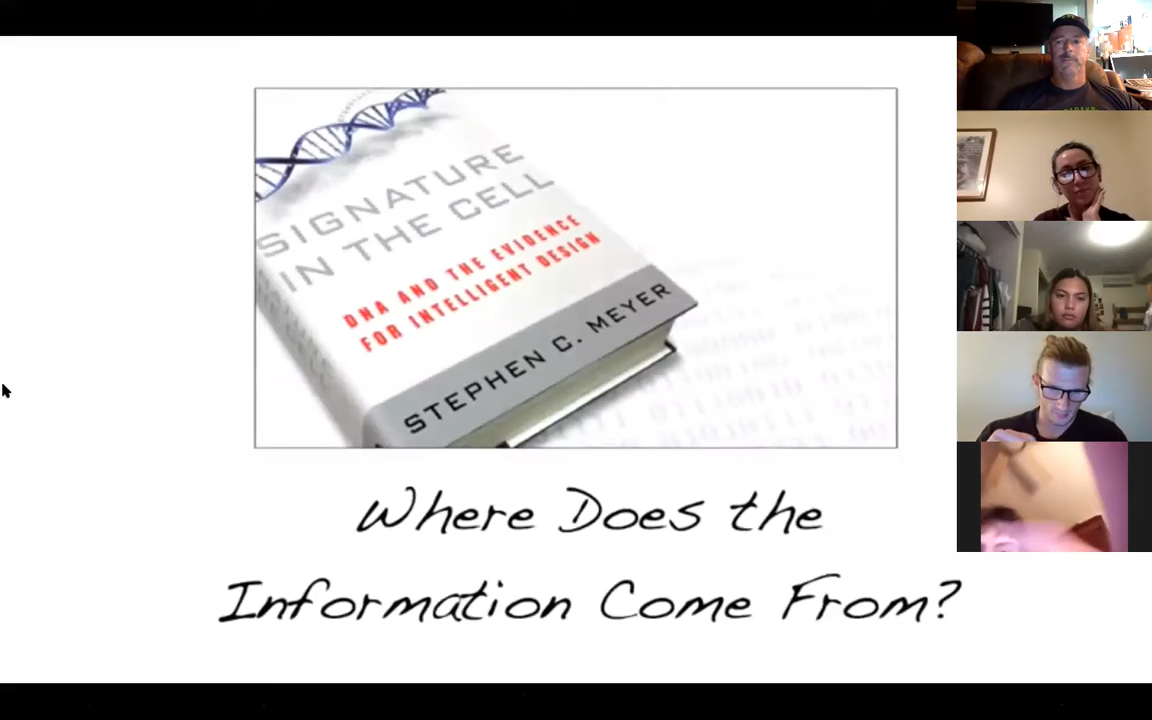 SIGNATURE
IN THE CELL
DNA AND THE EVIDENCE
FOR INTELLIGENT DESIGN
STEPHEN C. MEYER
Where Does the
Information Come From?